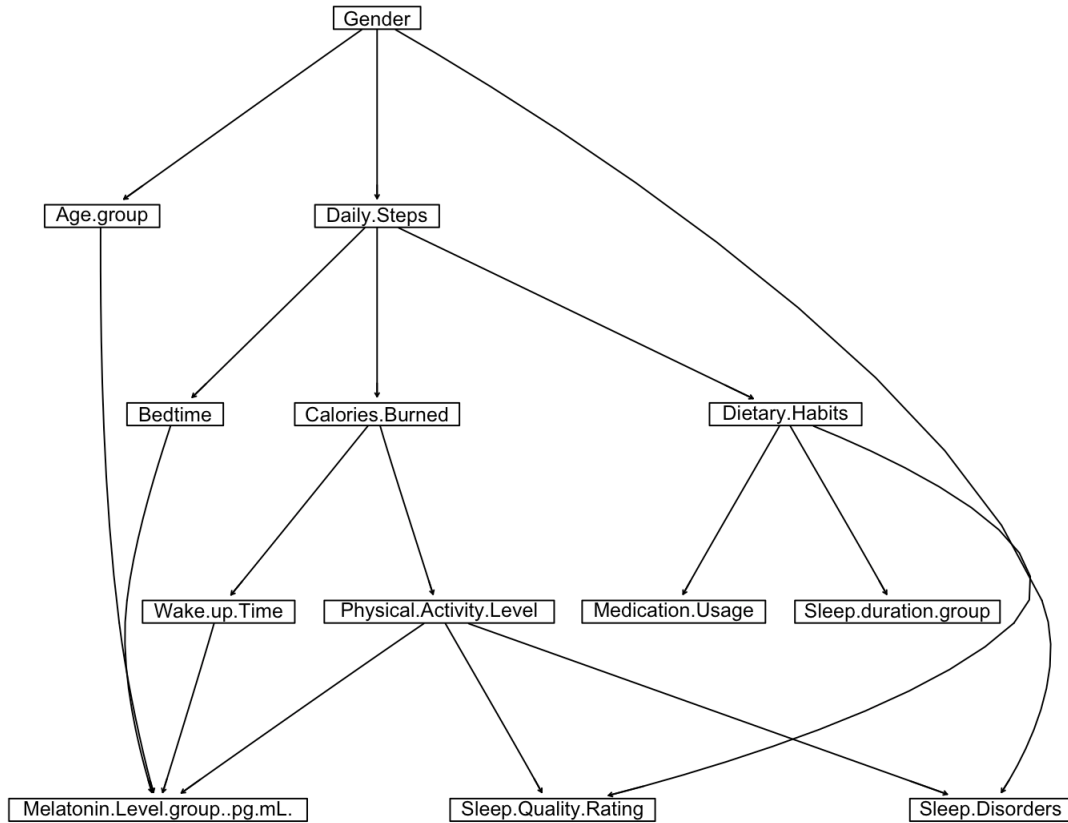 Gender
Age.group
Daily.Steps
Bedtime
Calories.Burned
Dietary.Habits
Wake.up.Time
Physical.Activity.Level
Medication.Usage
Sleep.duration.group
Melatonin.Level.group..pg.mL.
Sleep.Quality.Rating
Sleep.Disorders